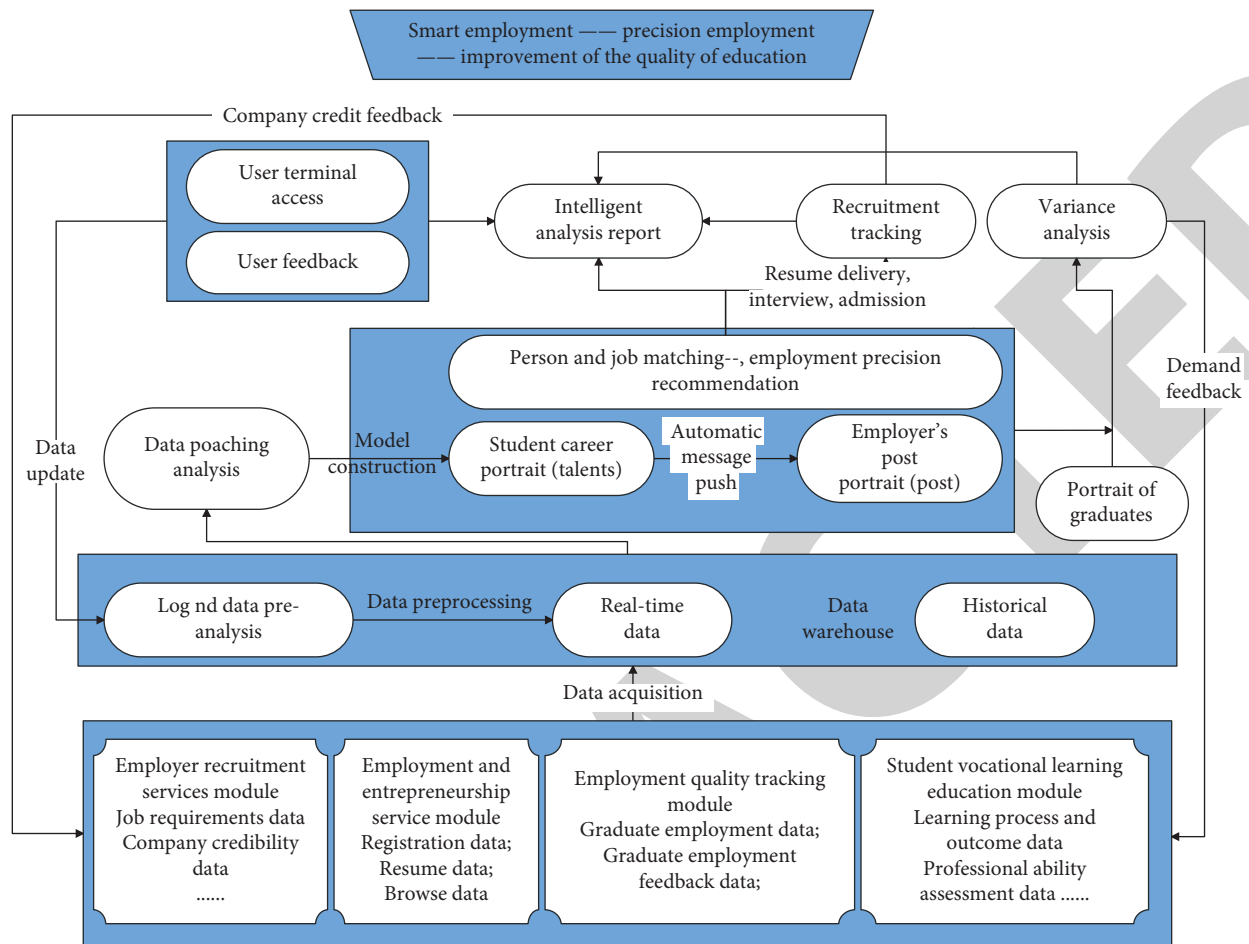 Smart employment —— precision employment
—— improvement of the quality of education
Company credit feedback
User terminal
access
User feedback
Intelligent
analysis report
Recruitment
tracking
Variance
analysis
Resume delivery,
interview, admission
Person and job matching--, employment precision
recommendation
Demand
feedback
Data
update
Data poaching
analysis
Model
construction
Student career
portrait (talents)
Automatic
message
push
Employer's
post
portrait (post)
Portrait of
graduates
Log nd data pre-
analysis
Data preprocessing
Real-time
data
Data
warehouse
Historical
data
Data acquisition
Employer recruitment
services module
Job requirements data
Company credibility
data
......
Employment and
entrepreneurship
service module
Registration data;
Resume data;
Browse data
Employment quality tracking
module
Graduate employment data;
Graduate employment
feedback data;
Student vocational learning
education module
Learning process and
outcome data
Professional ability
assessment data ......